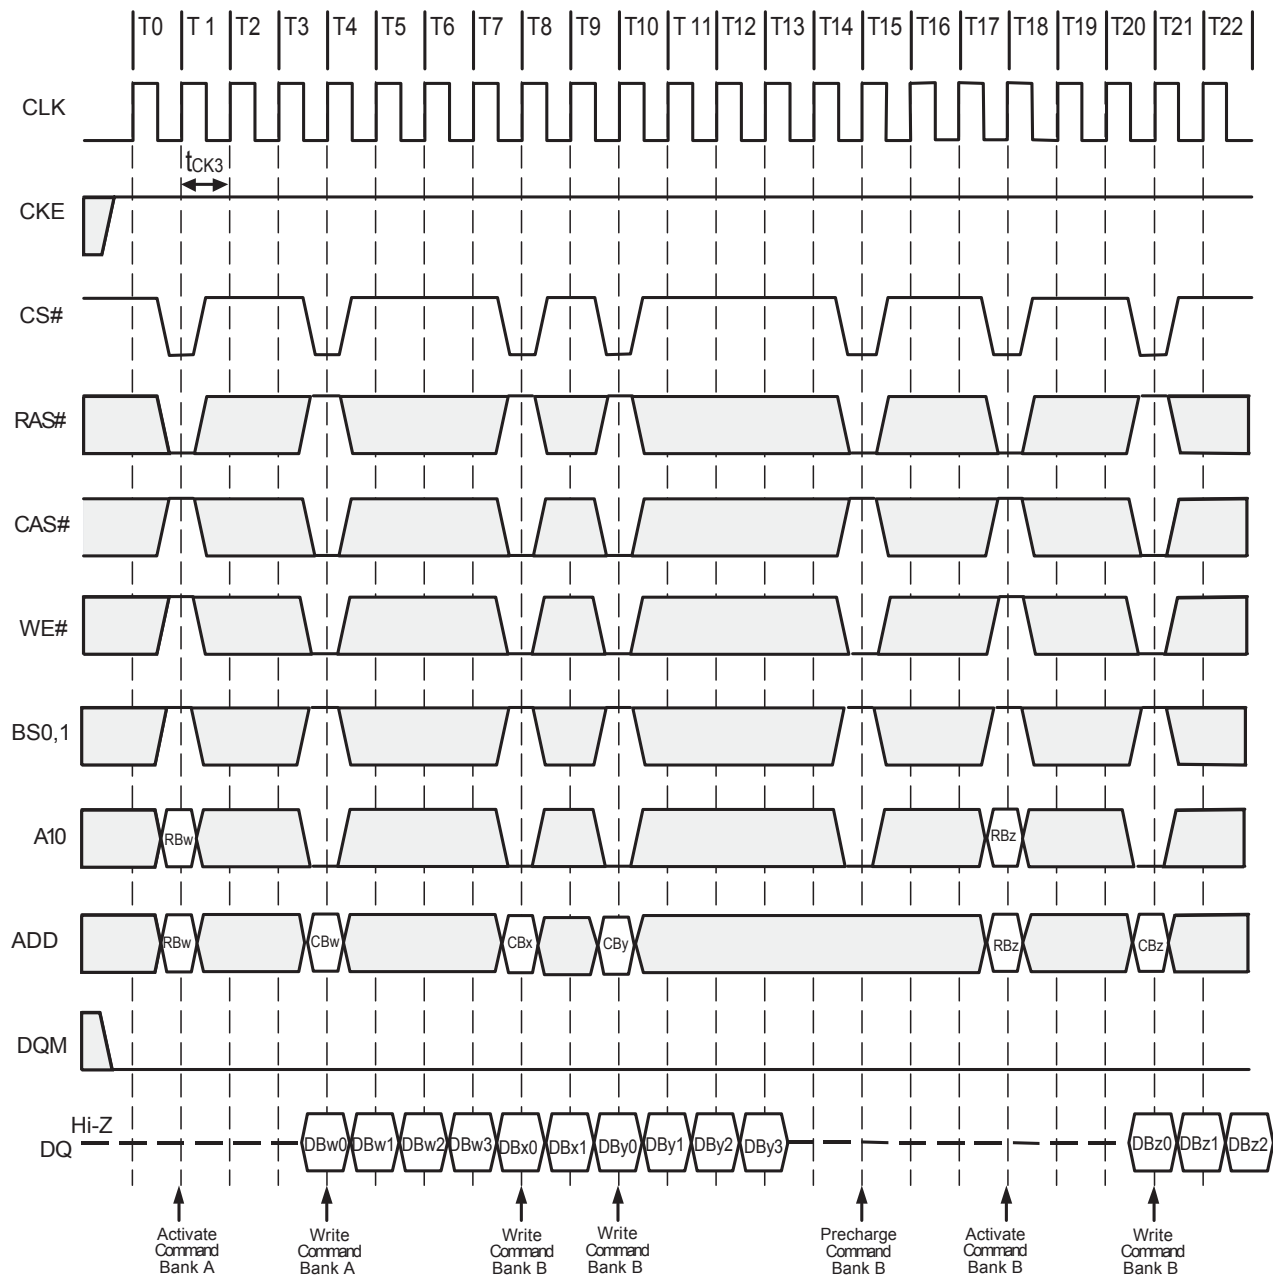 T0 T 1 T2 T3 T4 T5 T6 T7 T8 T9 T10 T 11 T12 T13 T14 T15 T16 T17 T18 T19 T20 T21 T22
CLK
tCK3
CKE
CS#
RAS#
CAS#
WE#
BS0,1
A10 RBw RBz
ADD RBw CBw CBx CBy RBz CBz
DQM
Hi-Z
DQ DBw0 DBw1 DBw2 DBw3 DBx0 DBx1 DBy0 DBy1 DBy2 DBy3 DBz0 DBz1 DBz2
Activate
Command
Bank A
Write
Command
Bank A
Write
Command
Bank B
Write
Command
Bank B
Precharge
Command
Bank B
Activate
Command
Bank B
Write
Command
Bank B